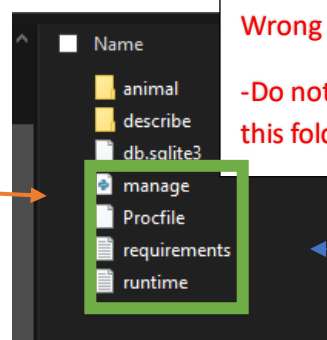 Name
Wrong
-Do not
this fold
animal
describe
db.sqlite3
manage
Procfile
requirements
runtime